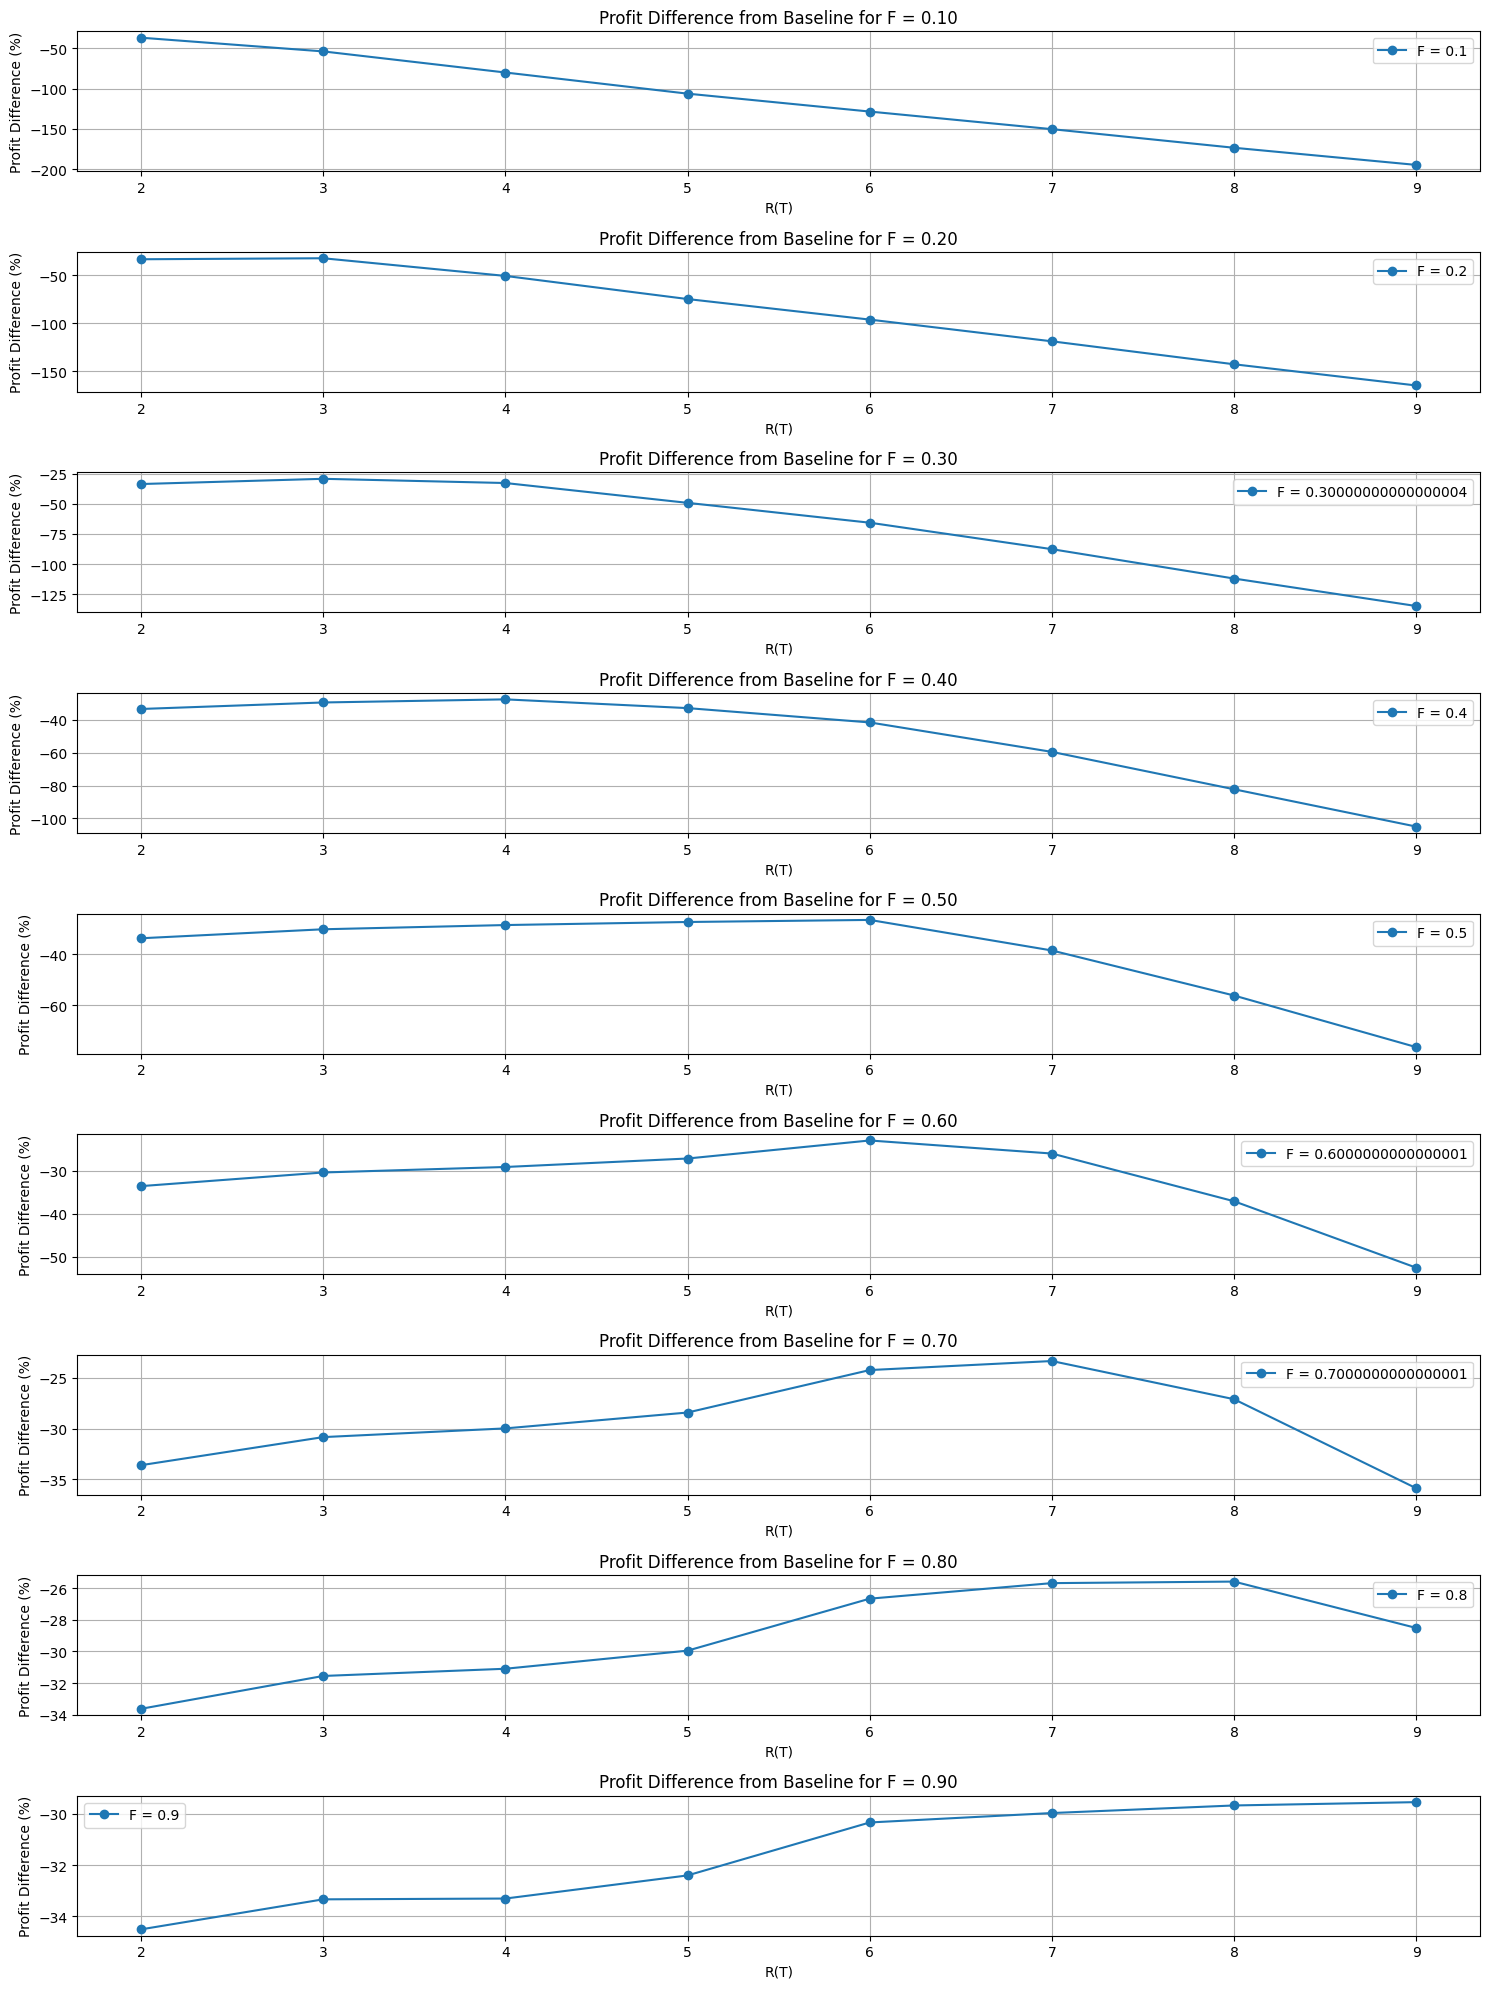 Profit Difference from Baseline for F = 0.10
Profit Difference (%)
−50
−100
−150
−200
F = 0.1
2 3 4 5 6 7 8 9
R(T)
Profit Difference from Baseline for F = 0.20
Profit Difference (%)
−50
−100
−150
F = 0.2
2 3 4 5 6 7 8 9
R(T)
Profit Difference from Baseline for F = 0.30
Profit Difference (%)
−25
−50
−75
−100
−125
F = 0.30000000000000004
2 3 4 5 6 7 8 9
R(T)
Profit Difference from Baseline for F = 0.40
Profit Difference (%)
−40
−60
−80
−100
F = 0.4
2 3 4 5 6 7 8 9
R(T)
Profit Difference from Baseline for F = 0.50
Profit Difference (%)
−40
−60
F = 0.5
2 3 4 5 6 7 8 9
R(T)
Profit Difference from Baseline for F = 0.60
Profit Difference (%)
−30
−40
−50
F = 0.6000000000000001
2 3 4 5 6 7 8 9
R(T)
Profit Difference from Baseline for F = 0.70
Profit Difference (%)
−25
−30
−35
F = 0.7000000000000001
2 3 4 5 6 7 8 9
R(T)
Profit Difference from Baseline for F = 0.80
Profit Difference (%)
−26
−28
−30
−32
−34
F = 0.8
2 3 4 5 6 7 8 9
R(T)
Profit Difference from Baseline for F = 0.90
Profit Difference (%)
−30
−32
−34
F = 0.9
2 3 4 5 6 7 8 9
R(T)